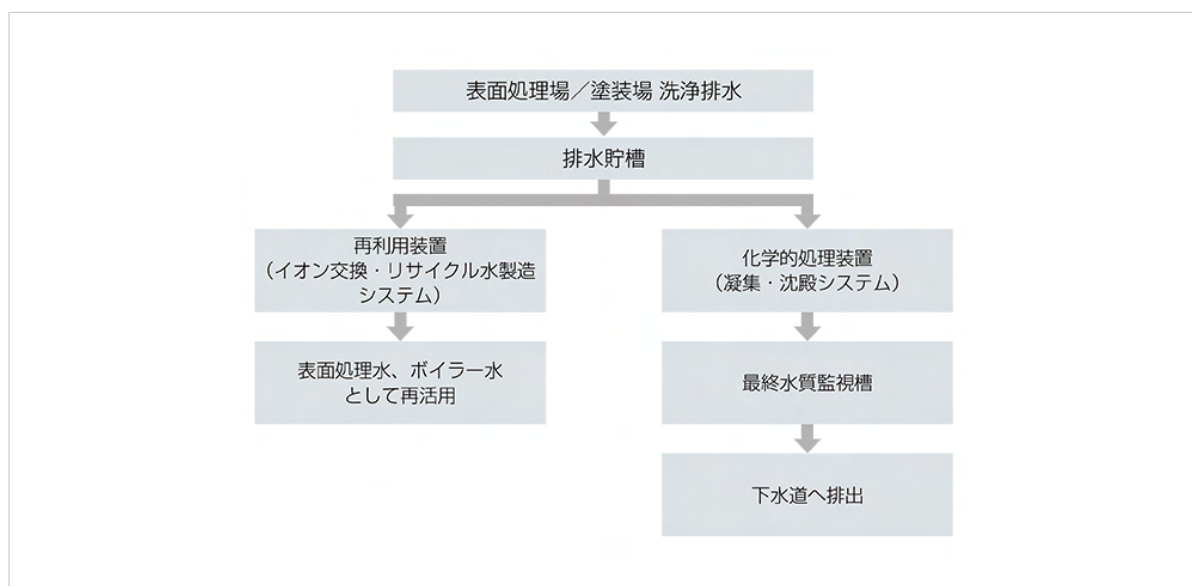 表面処理場／塗装場 洗浄排水
排水貯槽
再利用装置
（イオン交換・リサイクル水製造
システム）
表面処理水、ボイラー水
として再活用
化学的処理装置
（凝集・沈殿システム）
最終水質監視槽
下水道へ排出